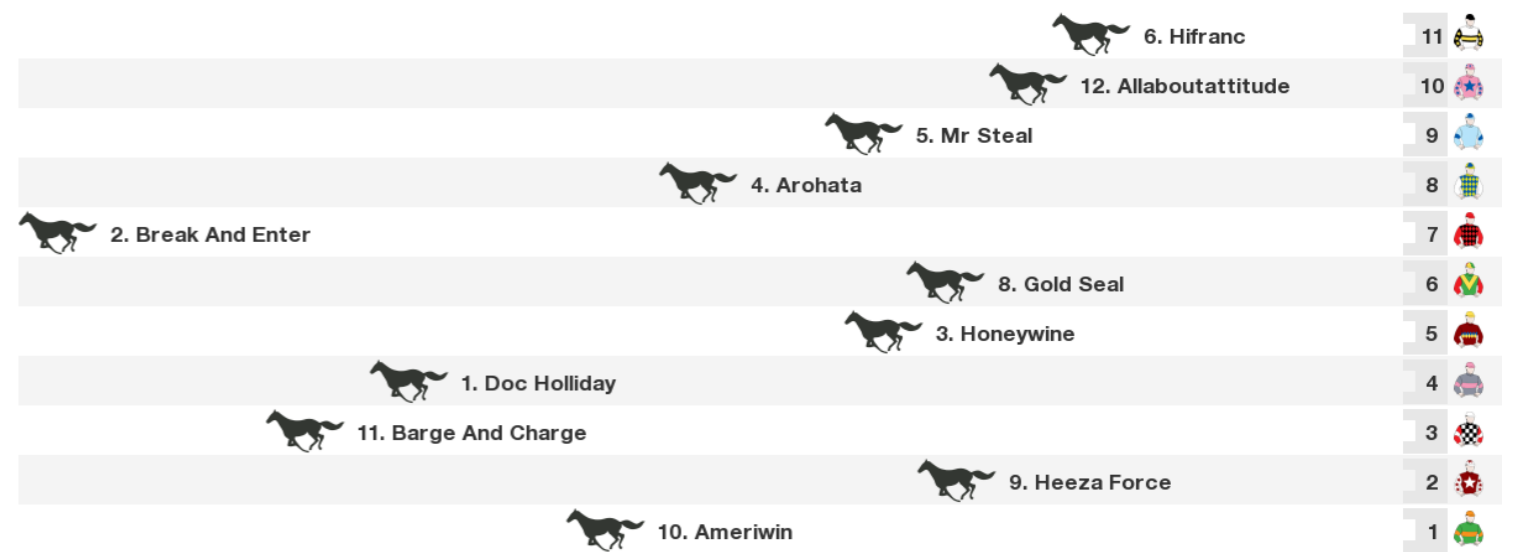 6. Hifranc 11
12. Allaboutattitude 10
5. Mr Steal 9
4. Arohata 8
2. Break And Enter 7
8. Gold Seal 6
3. Honeywine 5
1. Doc Holliday 4
11. Barge And Charge 3
9. Heeza Force 2
10. Ameriwin 1